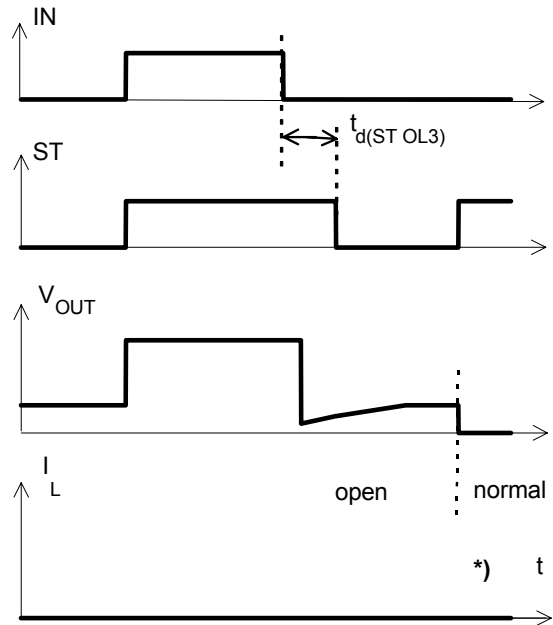 IN
t d(ST OL3)
ST
V OUT
I L
open normal
*) t